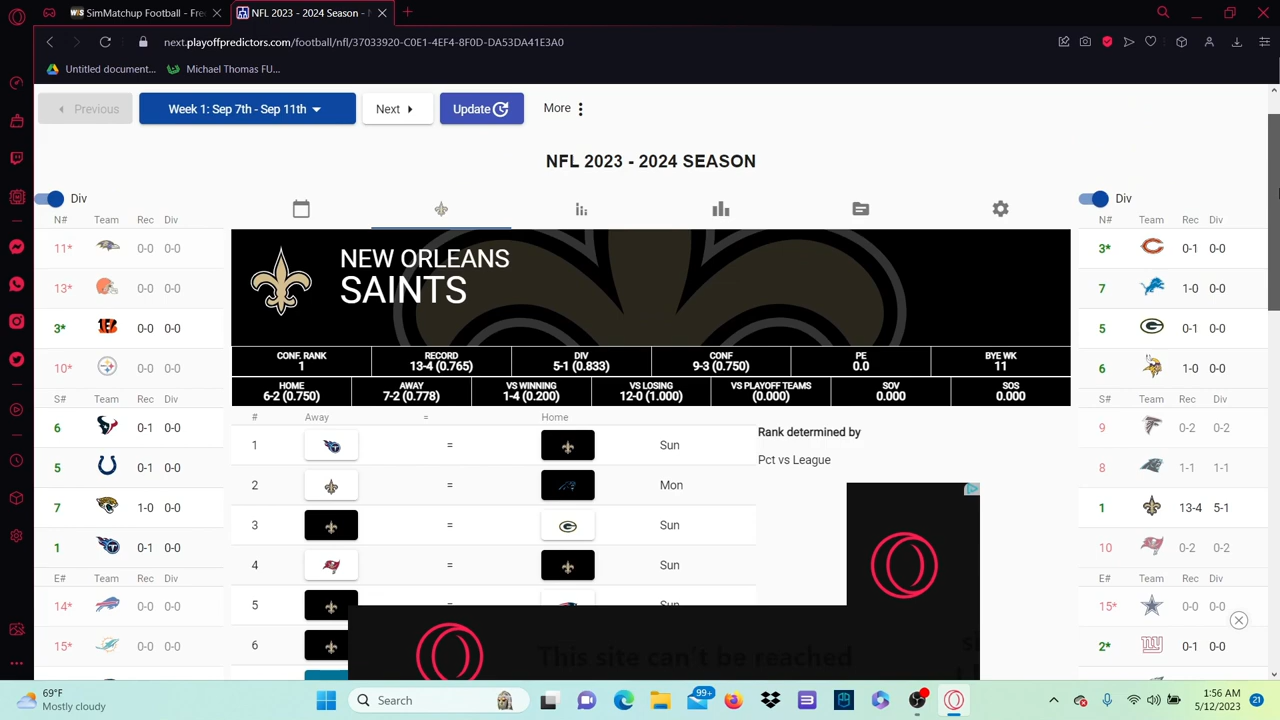 SimMatchup Football - Fre
NFL 2023 - 2024 Season - W
next.playoffpredictors.com/football/nfl/37033920-C0E1-4EF4-8F0D-DA53DA41E3A0
Untitled document... Michael Thomas FU...
Previous Week 1: Sep 7th - Sep 11th Next Update More
NFL 2023 - 2024 SEASON
Div
N# Team Rec Div
11* 0-0 0-0
13* 0-0 0-0
3* 0-0 0-0
10* 0-0 0-0
S# Team Rec Div
6 0-1 0-0
5 0-1 0-0
7 1-0 0-0
1 0-1 0-0
E# Team Rec Div
14* 0-0 0-0
15* 0-0 0-0
NEW ORLEANS
SAINTS
CONF. RANK RECORD DIV CONF PE BYE WK
1 13-4 (0.765) 5-1 (0.833) 9-3 (0.750) 0.0 11
HOME AWAY VS WINNING VS LOSING VS PLAYOFF TEAMS SOV SOS
6-2 (0.750) 7-2 (0.778) 1-4 (0.200) 12-0 (1.000) (0.000) 0.000 0.000
# Away = Home
1 = Sun
2 = Mon
3 = Sun
4 = Sun
5 Sun
6
Rank determined by
Pct vs League
This site can't be reached
Div
N# Team Rec Div
3* 0-1 0-0
7 1-0 0-0
5 0-1 0-0
6 1-0 0-0
S# Team Rec Div
9 0-2 0-2
8 1-1 1-1
1 13-4 5-1
10 0-2 0-2
E# Team Rec Div
15* 0-0 0-0
2* 0-1 0-0
69°F
Mostly cloudy
Search
99+
1:56 AM
5/12/2023
21